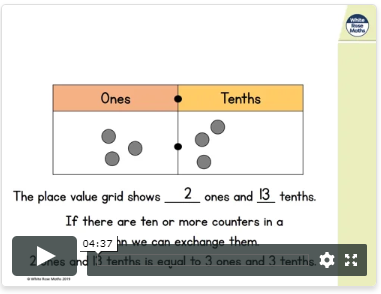 White
Rose
Maths
Ones Tenths
The place value grid shows 2 ones and 13 tenths.
If there are ten or more counters in a
we can exchange them.
04:37
2 ones and 13 tenths is equal to 3 ones and 3 tenths.
© White Rose Maths 2019